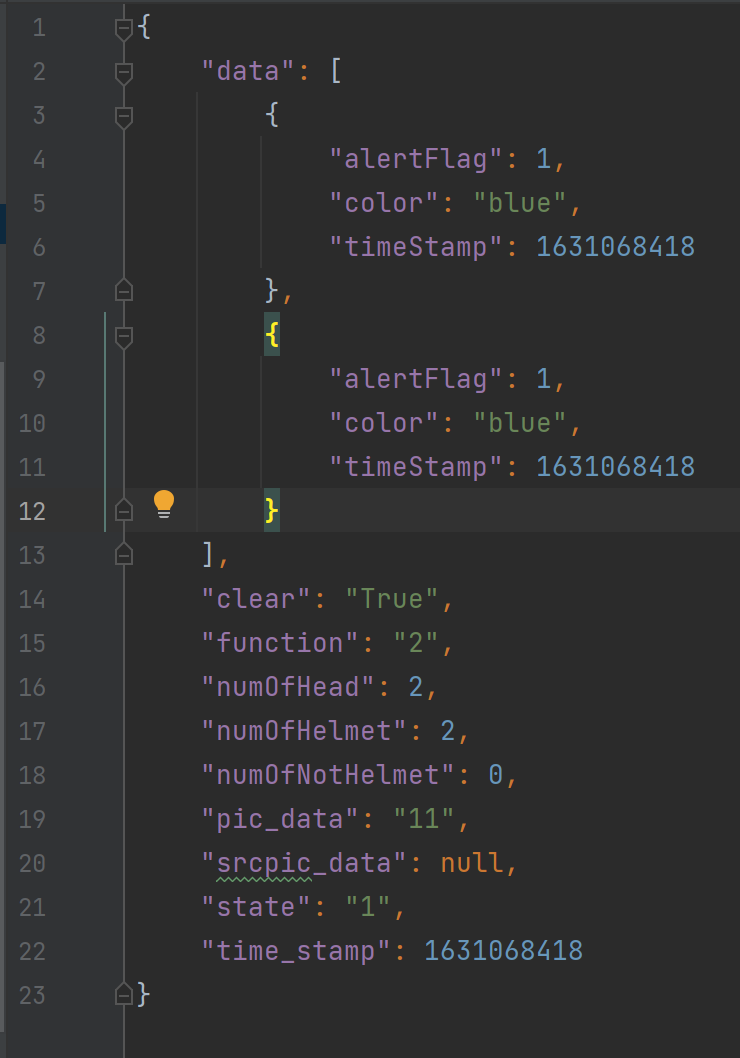 1 {
2     "data": [
3         {
4             "alertFlag": 1,
5             "color": "blue",
6             "timeStamp": 1631068418
7         },
8         {
9             "alertFlag": 1,
10             "color": "blue",
11             "timeStamp": 1631068418
12         }
13     ],
14     "clear": "True",
15     "function": "2",
16     "numOfHead": 2,
17     "numOfHelmet": 2,
18     "numOfNotHelmet": 0,
19     "pic_data": "11",
20     "srcpic_data": null,
21     "state": "1",
22     "time_stamp": 1631068418
23 }